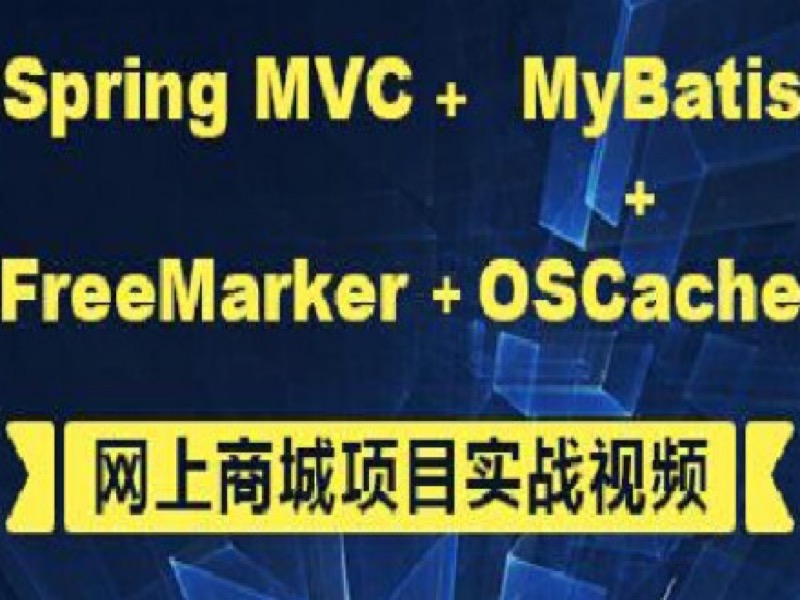 Spring MVC + MyBatis
+
FreeMarker + OSCache
网上商城项目实战视频